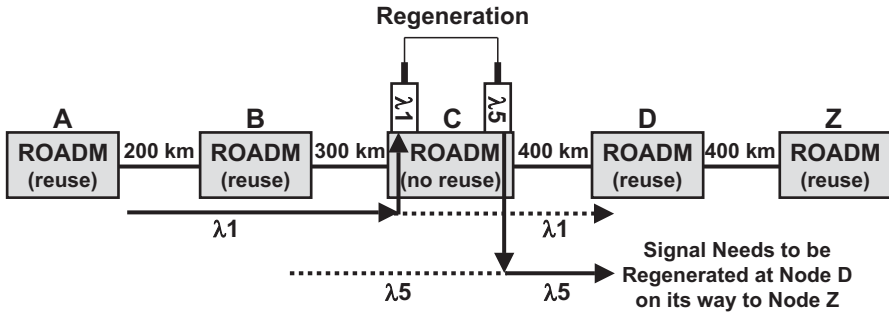 Regeneration
λ1
λ5
A
B
C
D
Z
ROADM
(reuse)
200 km
ROADM
(reuse)
300 km
ROADM
(no reuse)
400 km
ROADM
(reuse)
400 km
ROADM
(reuse)
λ1
λ1
λ5
λ5
Signal Needs to be
Regenerated at Node D
on its way to Node Z